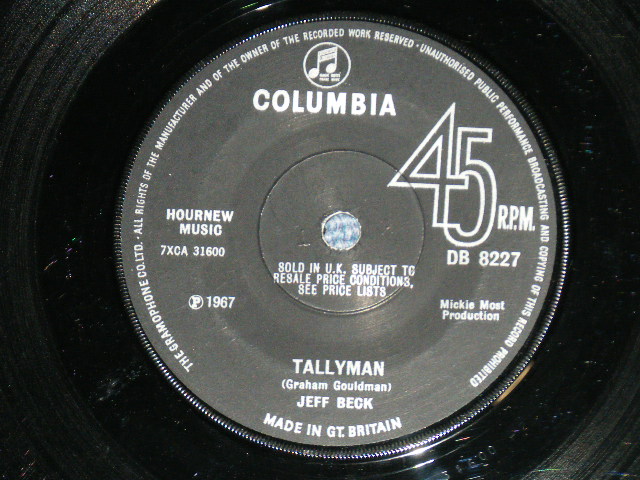 THE GRAMOPHONE CO. LTD. · ALL RIGHTS OF THE MANUFACTURER AND OF THE OWNER OF THE RECORDED WORK RESERVED · UNAUTHORISED PUBLIC PERFORMANCE BROADCASTING AND COPYING OF THIS RECORD PROHIBITED
COLUMBIA
45
R.P.M.
HOURNEW
MUSIC
7XCA 31600
DB 8227
SOLD IN U.K. SUBJECT TO
RESALE PRICE CONDITIONS,
SEE PRICE LISTS
℗ 1967
Mickie Most
Production
TALLYMAN
(Graham Gouldman)
JEFF BECK
MADE IN GT. BRITAIN